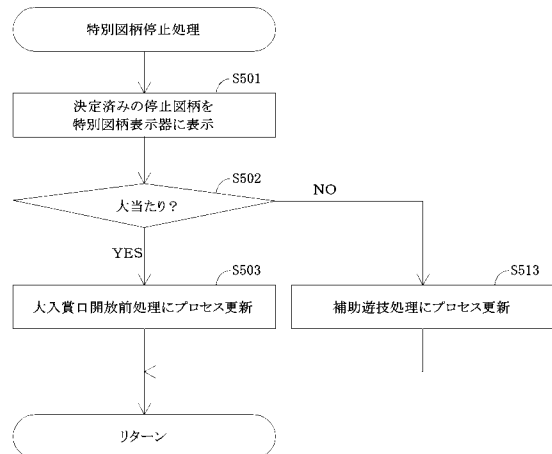 特別図柄停止処理
S501
決定済みの停止図柄を
特別図柄表示器に表示
S502
大当たり？
NO
YES
S503
大入賞口開放前処理にプロセス更新
S513
補助遊技処理にプロセス更新
リターン